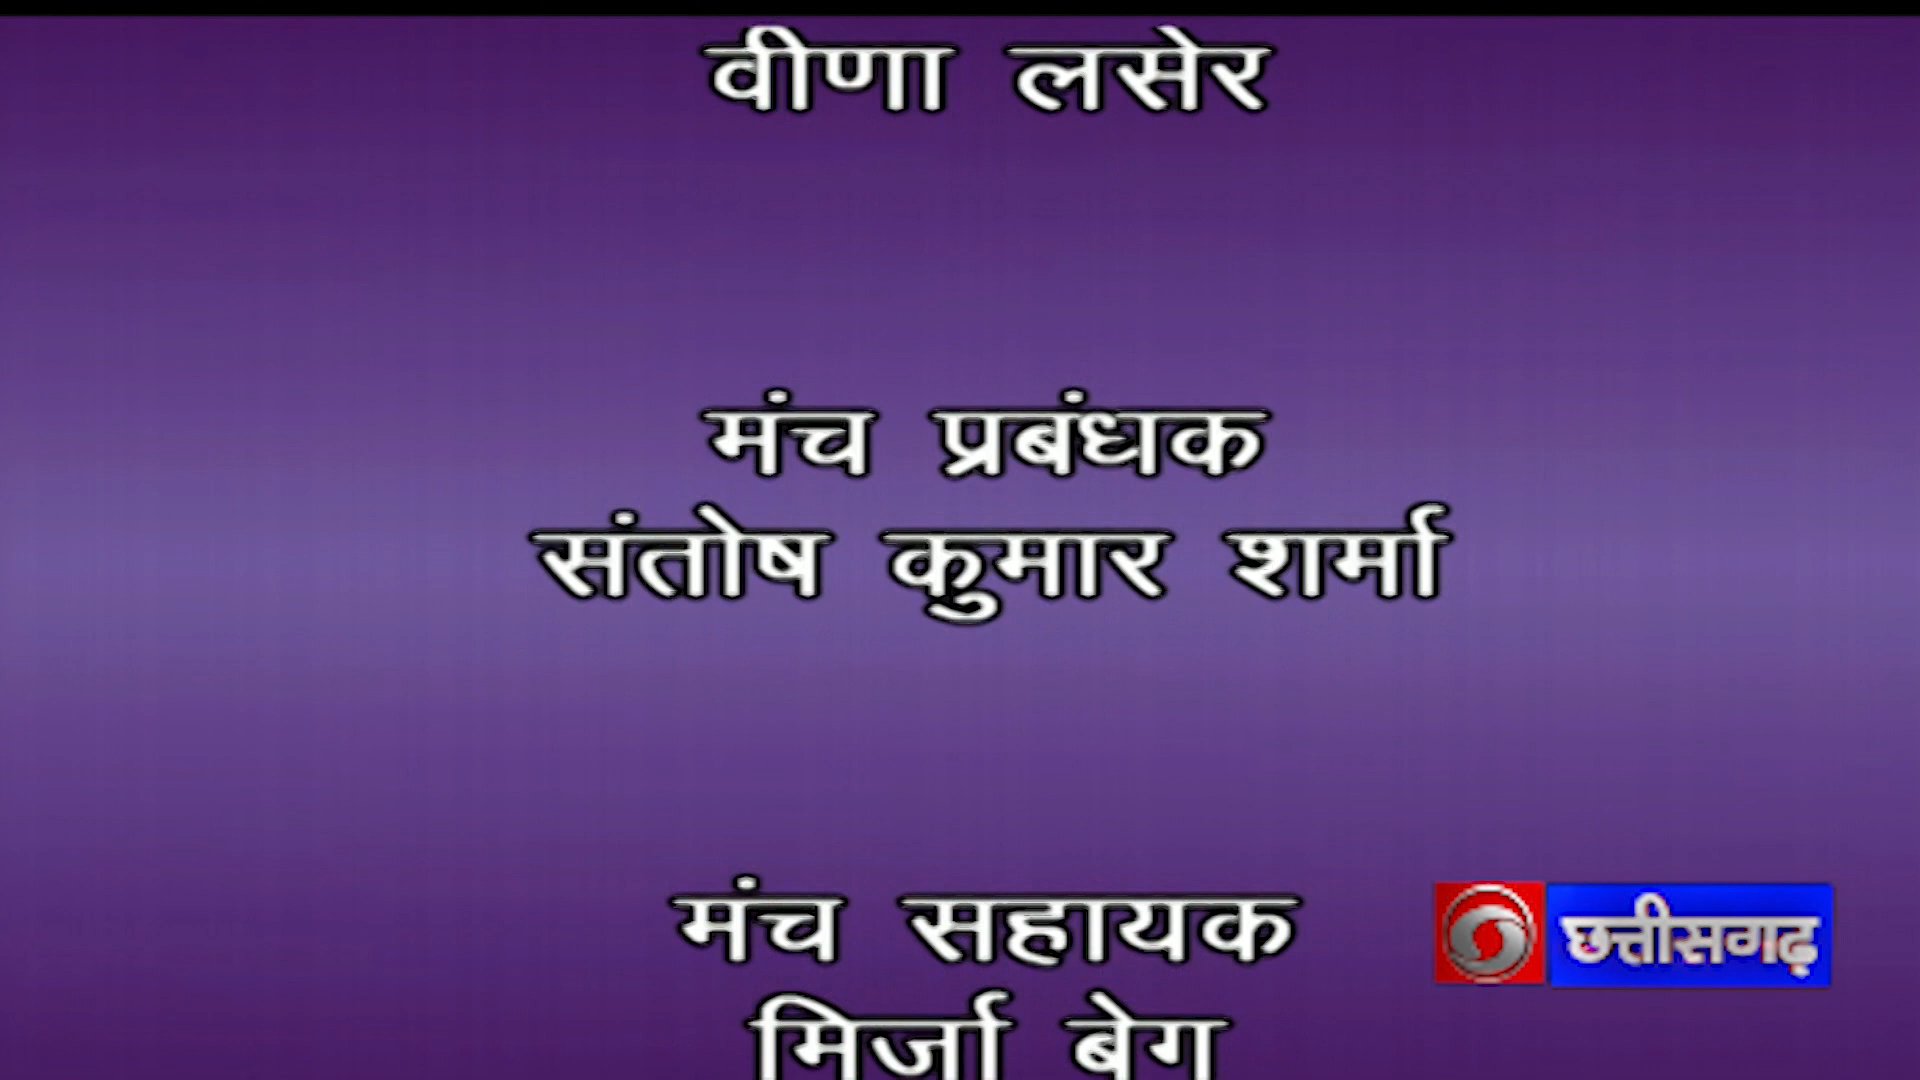 वीणा लसेर
मंच प्रबंधक
संतोष कुमार शर्मा
मंच सहायक
छत्तीसगढ़
मिर्जा बेग